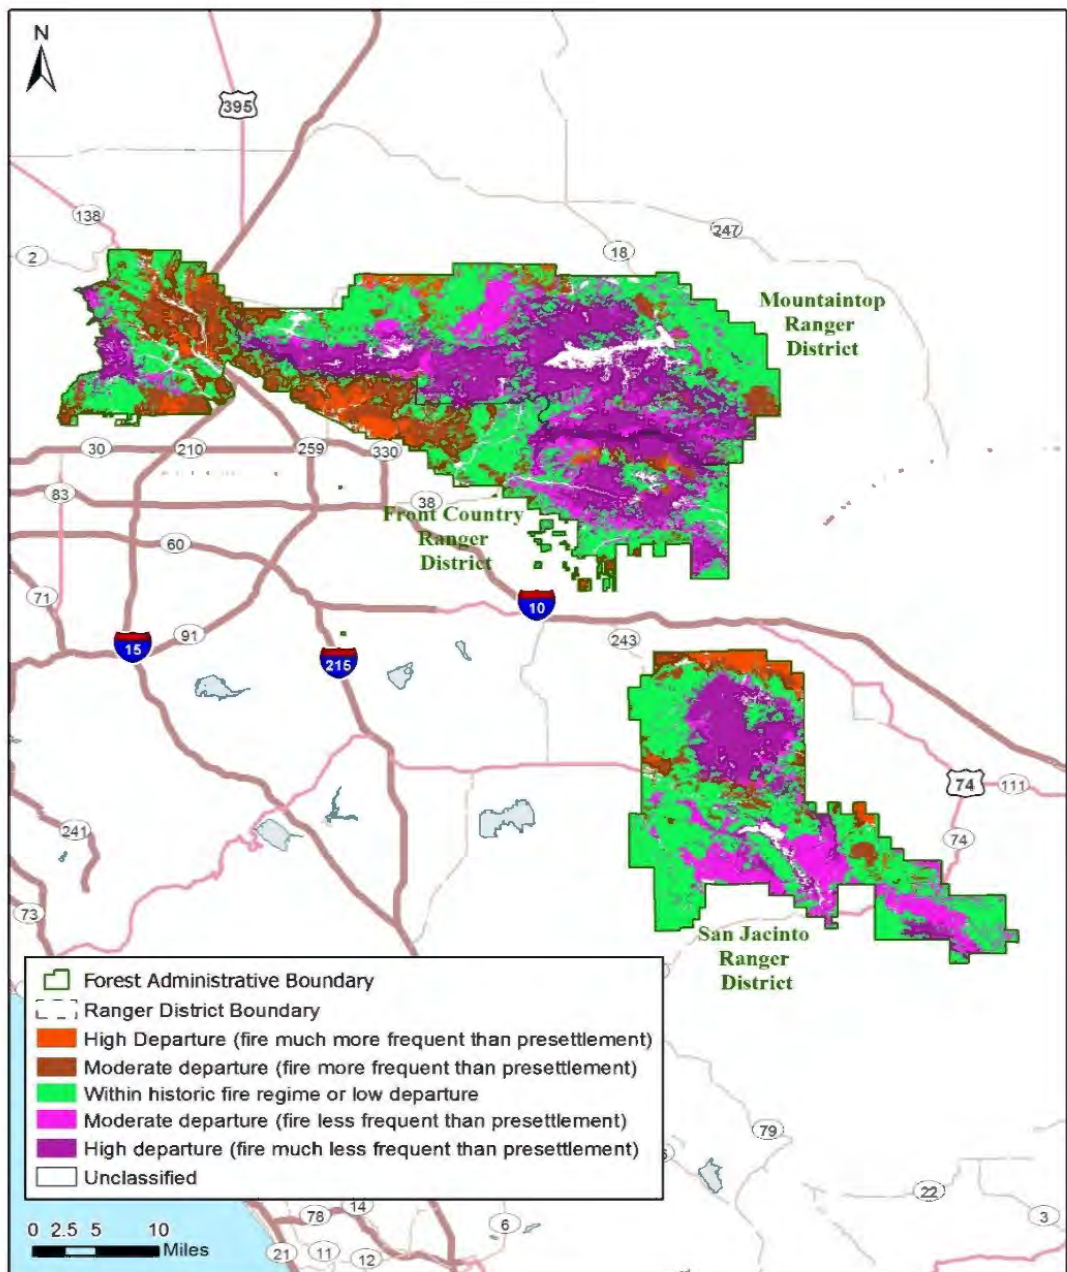 N
395
138
2
247
18
Mountaintop
Ranger
District
30
210
259
330
83
38
Front Country
Ranger
District
60
71
91
10
15
215
243
74
111
241
74
73
San Jacinto
Ranger
District
Forest Administrative Boundary
Ranger District Boundary
High Departure (fire much more frequent than presettlement)
Moderate departure (fire more frequent than presettlement)
Within historic fire regime or low departure
Moderate departure (fire less frequent than presettlement)
High departure (fire much less frequent than presettlement)
Unclassified
79
22
3
78
14
6
21
11
12
0 2.5 5 10
Miles